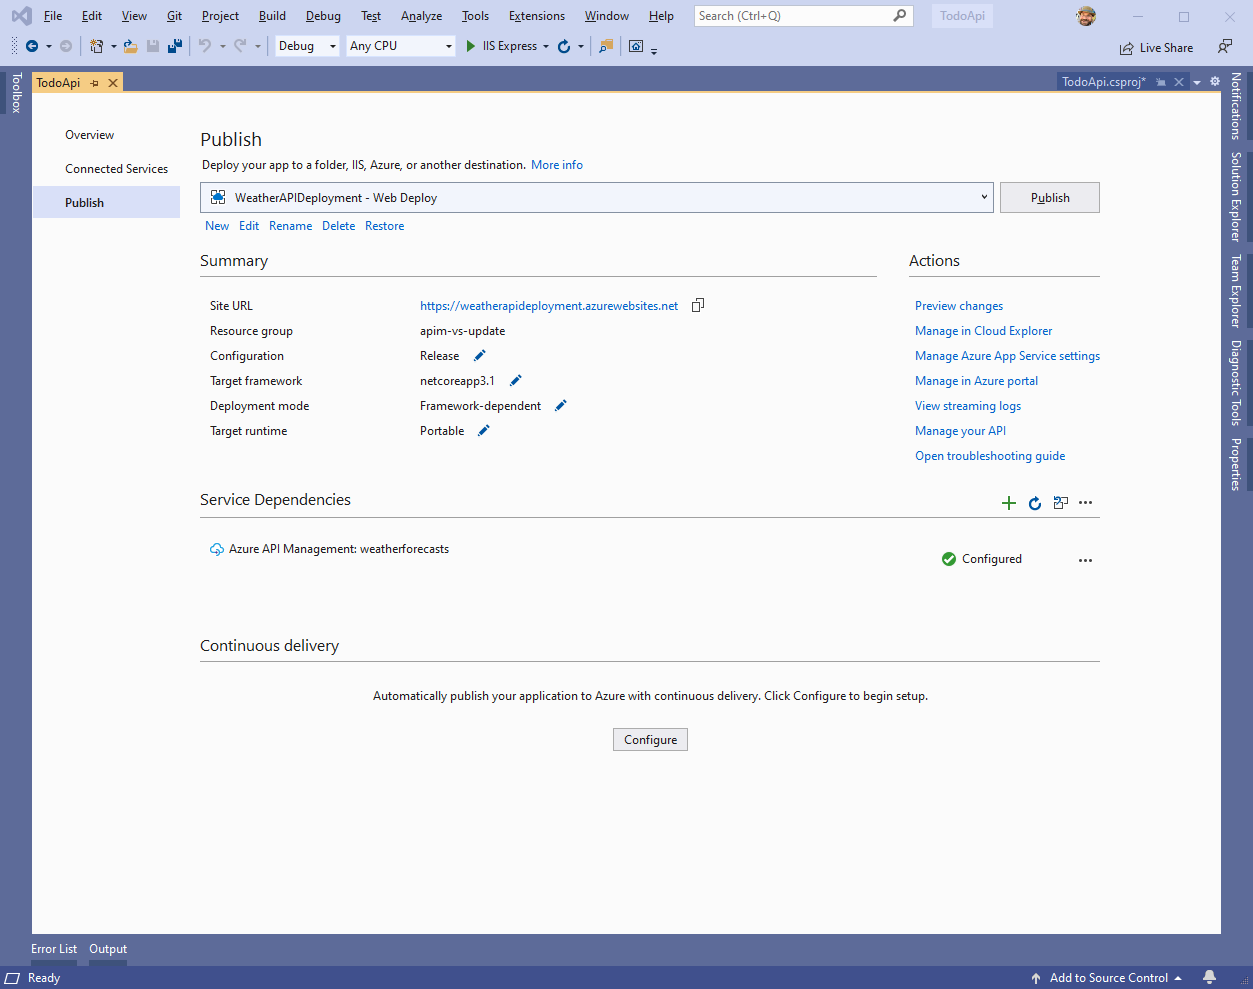 File Edit View Git Project Build Debug Test Analyze Tools Extensions Window Help Search (Ctrl+Q) TodoApi
Debug Any CPU IIS Express Live Share
Toolbox
TodoApi TodoApi.csproj*
Notifications
Solution Explorer
Team Explorer
Diagnostic Tools
Properties
Overview
Connected Services
Publish
Publish
Deploy your app to a folder, IIS, Azure, or another destination. More info
WeatherAPIDeployment - Web Deploy Publish
New Edit Rename Delete Restore
Summary
Site URL https://weatherapideployment.azurewebsites.net
Resource group apim-vs-update
Configuration Release
Target framework netcoreapp3.1
Deployment mode Framework-dependent
Target runtime Portable
Actions
Preview changes
Manage in Cloud Explorer
Manage Azure App Service settings
Manage in Azure portal
View streaming logs
Manage your API
Open troubleshooting guide
Service Dependencies
Azure API Management: weatherforecasts
Configured
Continuous delivery
Automatically publish your application to Azure with continuous delivery. Click Configure to begin setup.
Configure
Error List Output
Ready Add to Source Control